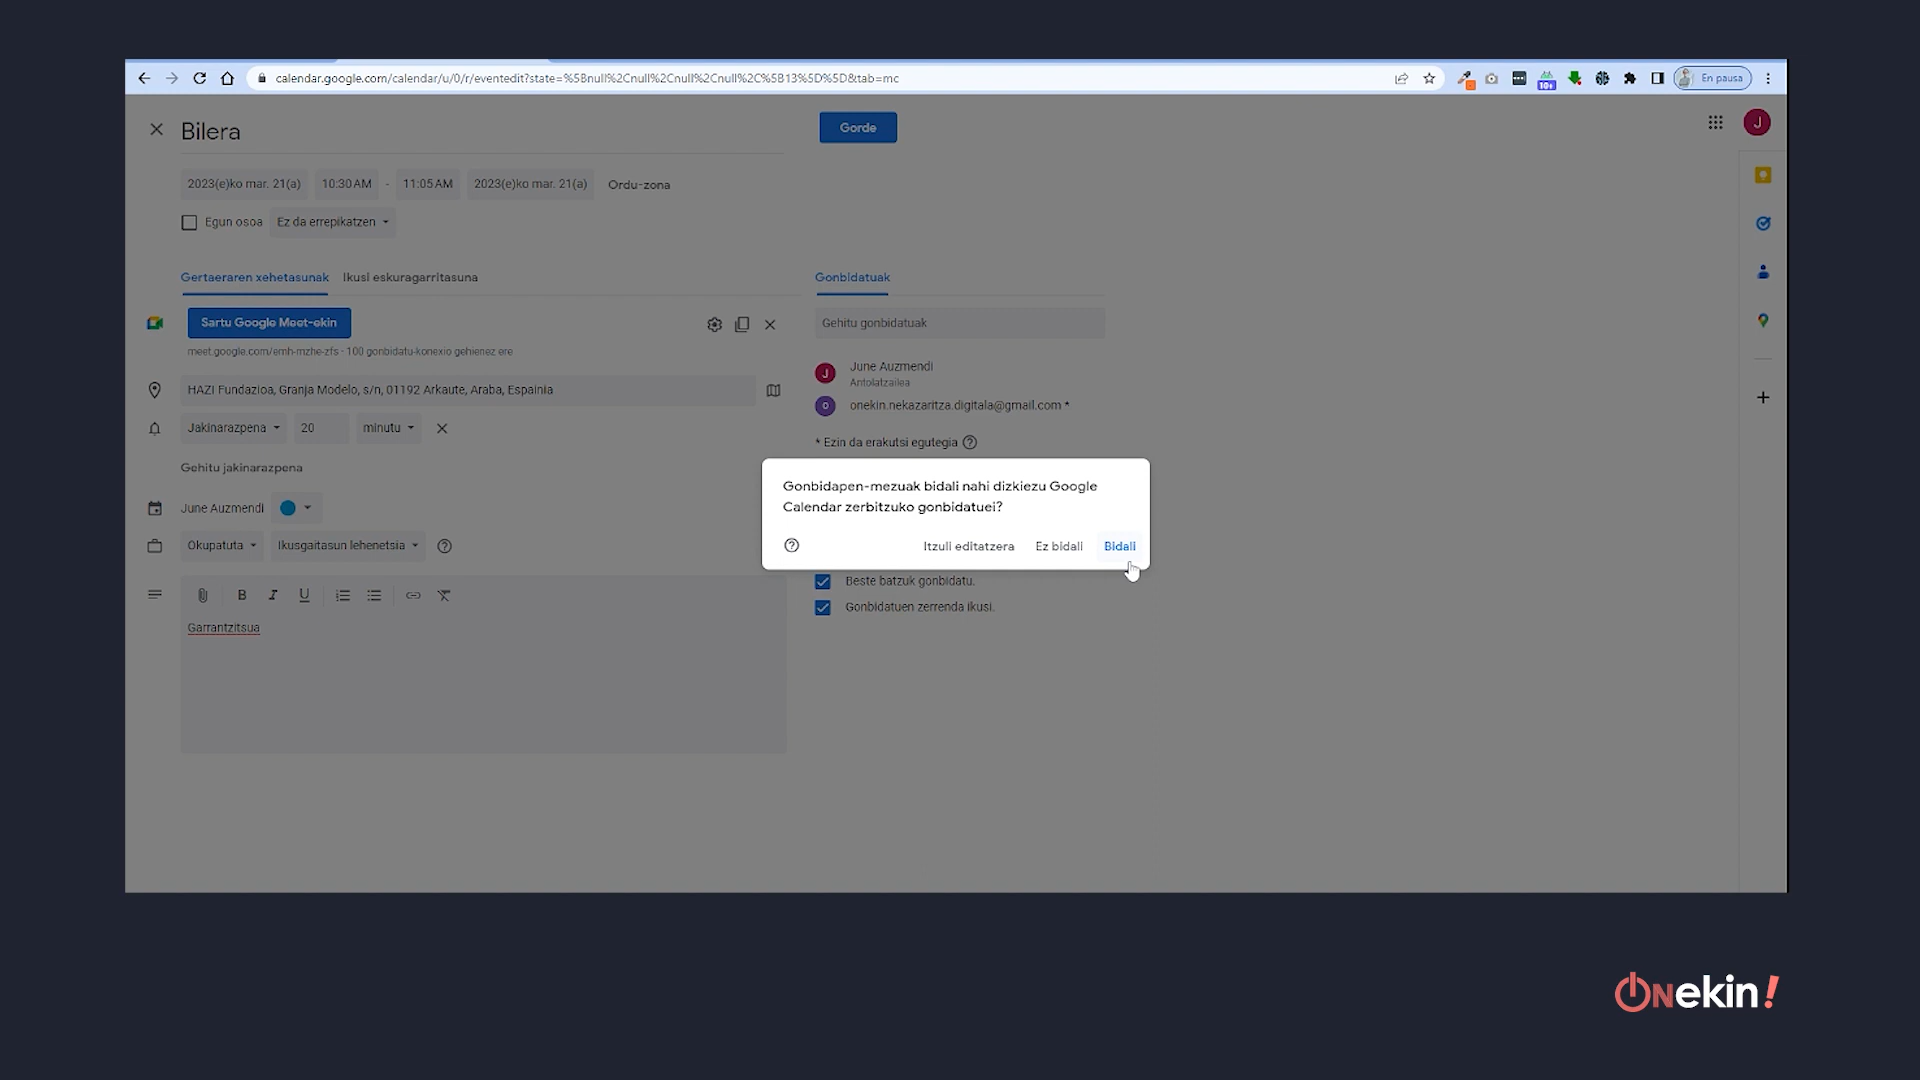 calendar.google.com/calendar/u/0/r/eventedit?state=%5Bnull%2Cnull%2Cnull%2Cnull%2C%5B13%5D%5D&tab=mc
10+
En pausa
Bilera
Gorde
J
2023(e)ko mar. 21(a) 10:30 AM - 11:05 AM 2023(e)ko mar. 21(a) Ordu-zona
Egun osoa Ez da errepikatzen
Gertaeraren xehetasunak Ikusi eskuragarritasuna
Gonbidatuak
Sartu Google Meet-ekin
Gehitu gonbidatuak
meet.google.com/emh-mzhe-zfs - 100 gonbidatu-konexio gehienez ere
J June Auzmendi
Antolatzailea
HAZI Fundazioa, Granja Modelo, s/n, 01192 Arkaute, Araba, Espainia
O onekin.nekazaritza.digitala@gmail.com *
Jakinarazpena 20 minutu
* Ezin da erakutsi egutegia
Gehitu jakinarazpena
Gonbidapen-mezuak bidali nahi dizkiezu Google
Calendar zerbitzuko gonbidatuei?
Itzuli editatzera Ez bidali Bidali
June Auzmendi
Okupatuta Ikusgaitasun lehenetsia
Beste batzuk gonbidatu.
Gonbidatuen zerrenda ikusi.
B I U
Garrantzitsua
ONekin!